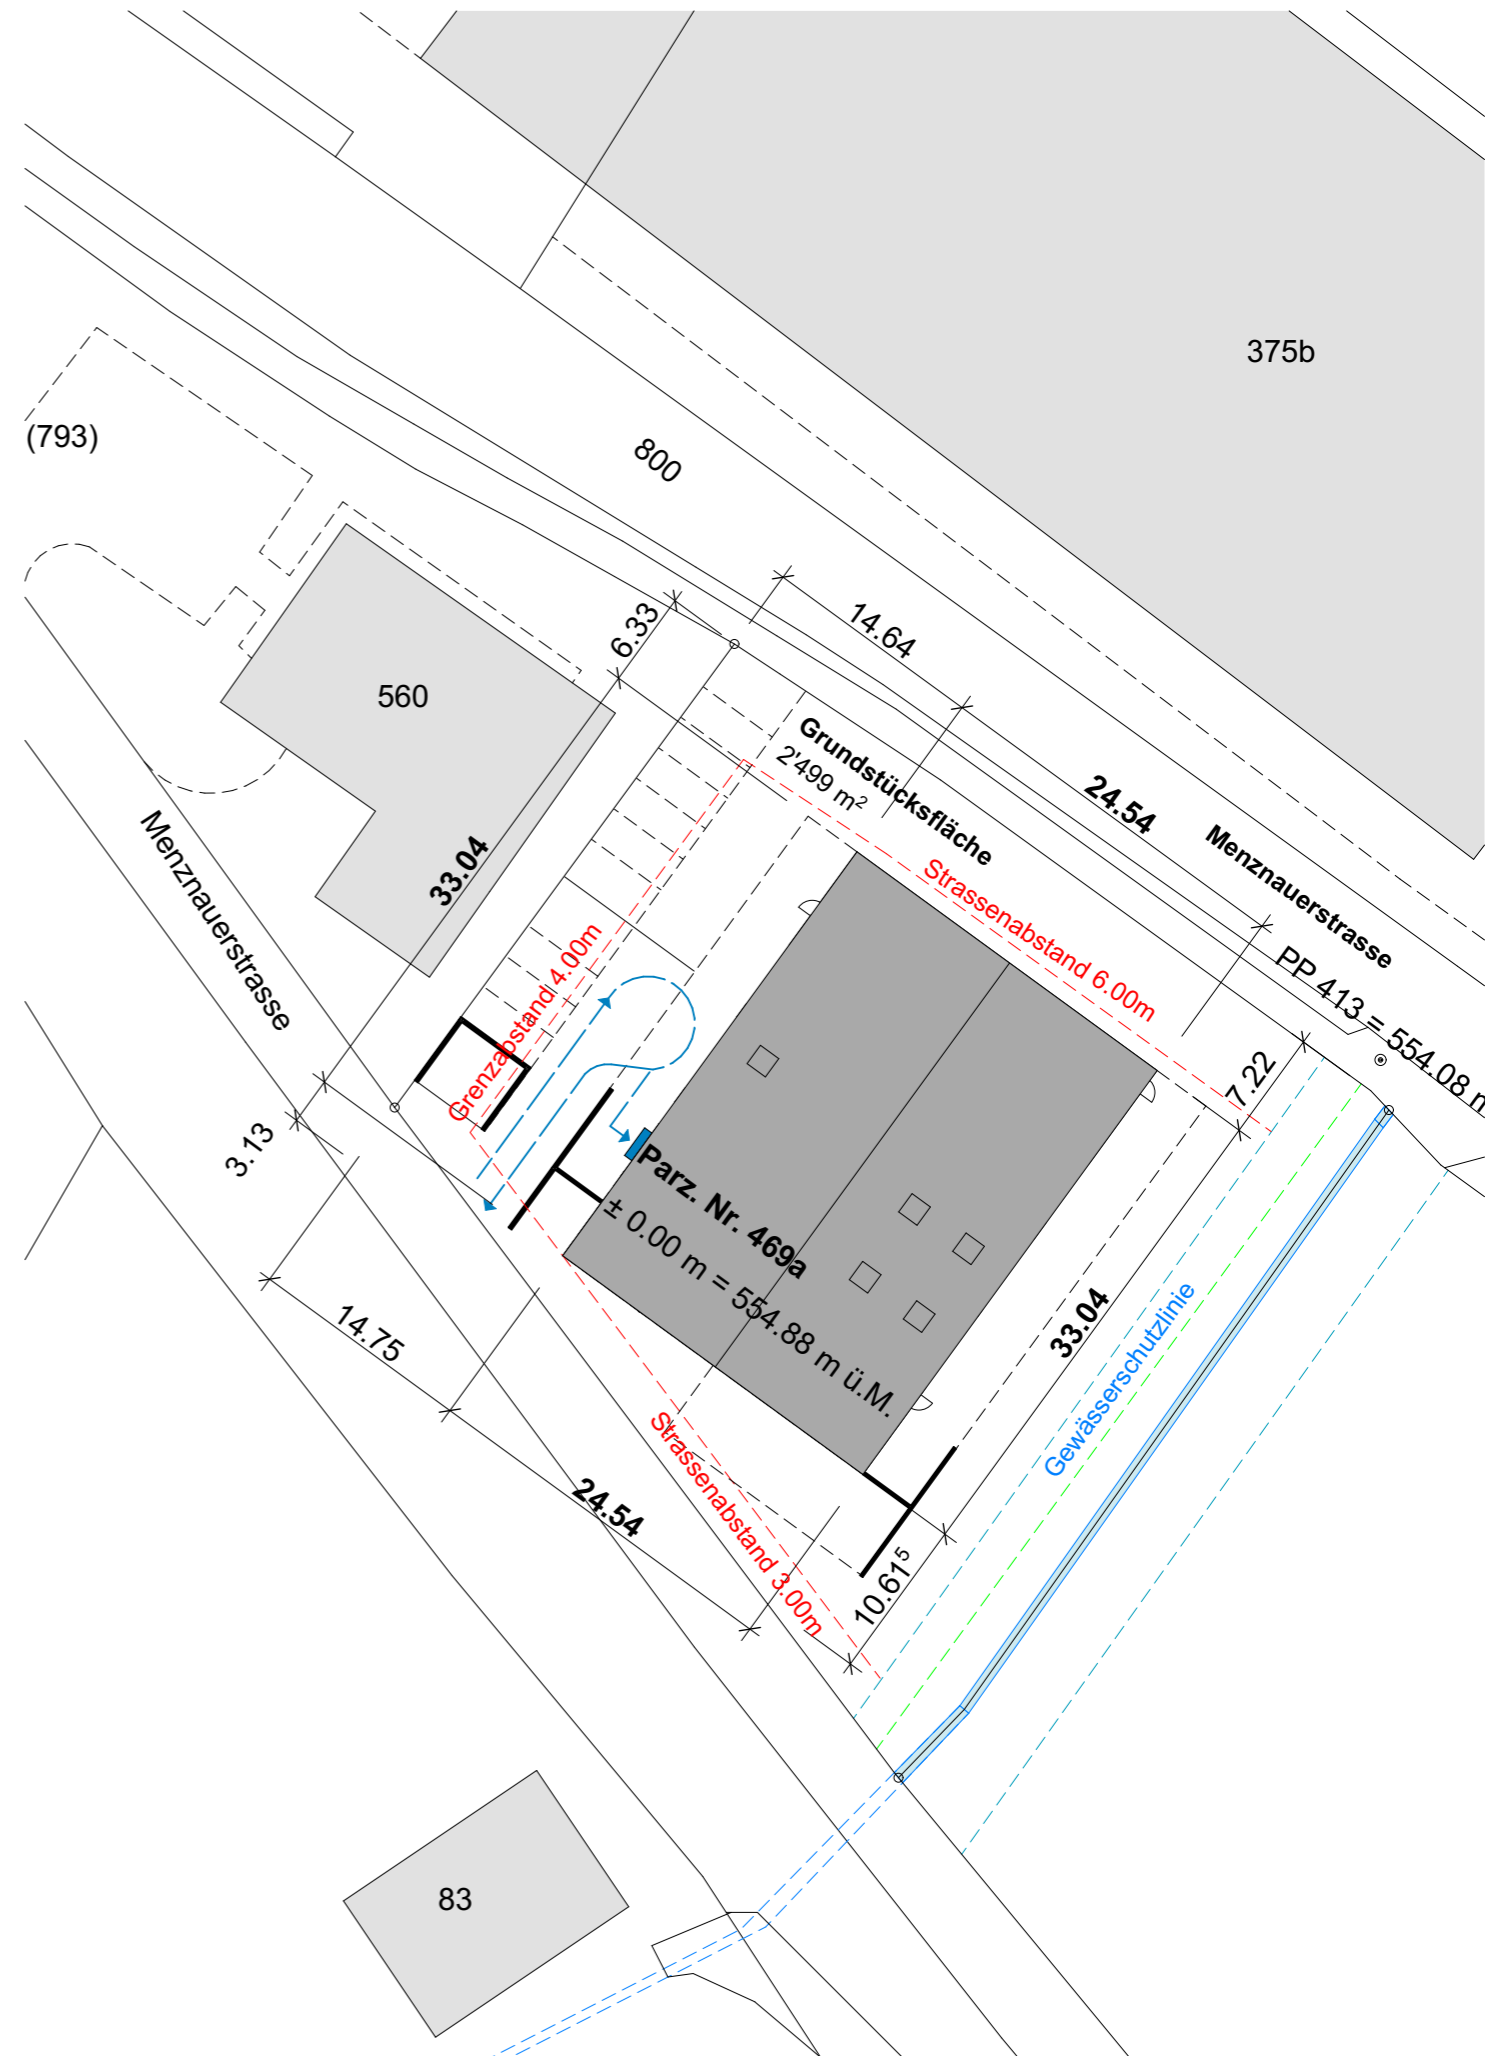 375b
(793)
800
6.33
14.64
560
Grundstücksfläche
2'499 m²
24.54
Menznauerstrasse
Menznauerstrasse
33.04
Strassenabstand 6.00m
PP 413 = 554.08 m
Grenzabstand 4.00m
7.22
3.13
Parz. Nr. 469a
± 0.00 m = 554.88 m ü.M.
14.75
33.04
Gewässerschutzlinie
24.54
Strassenabstand 3.00m
10.61⁵
83